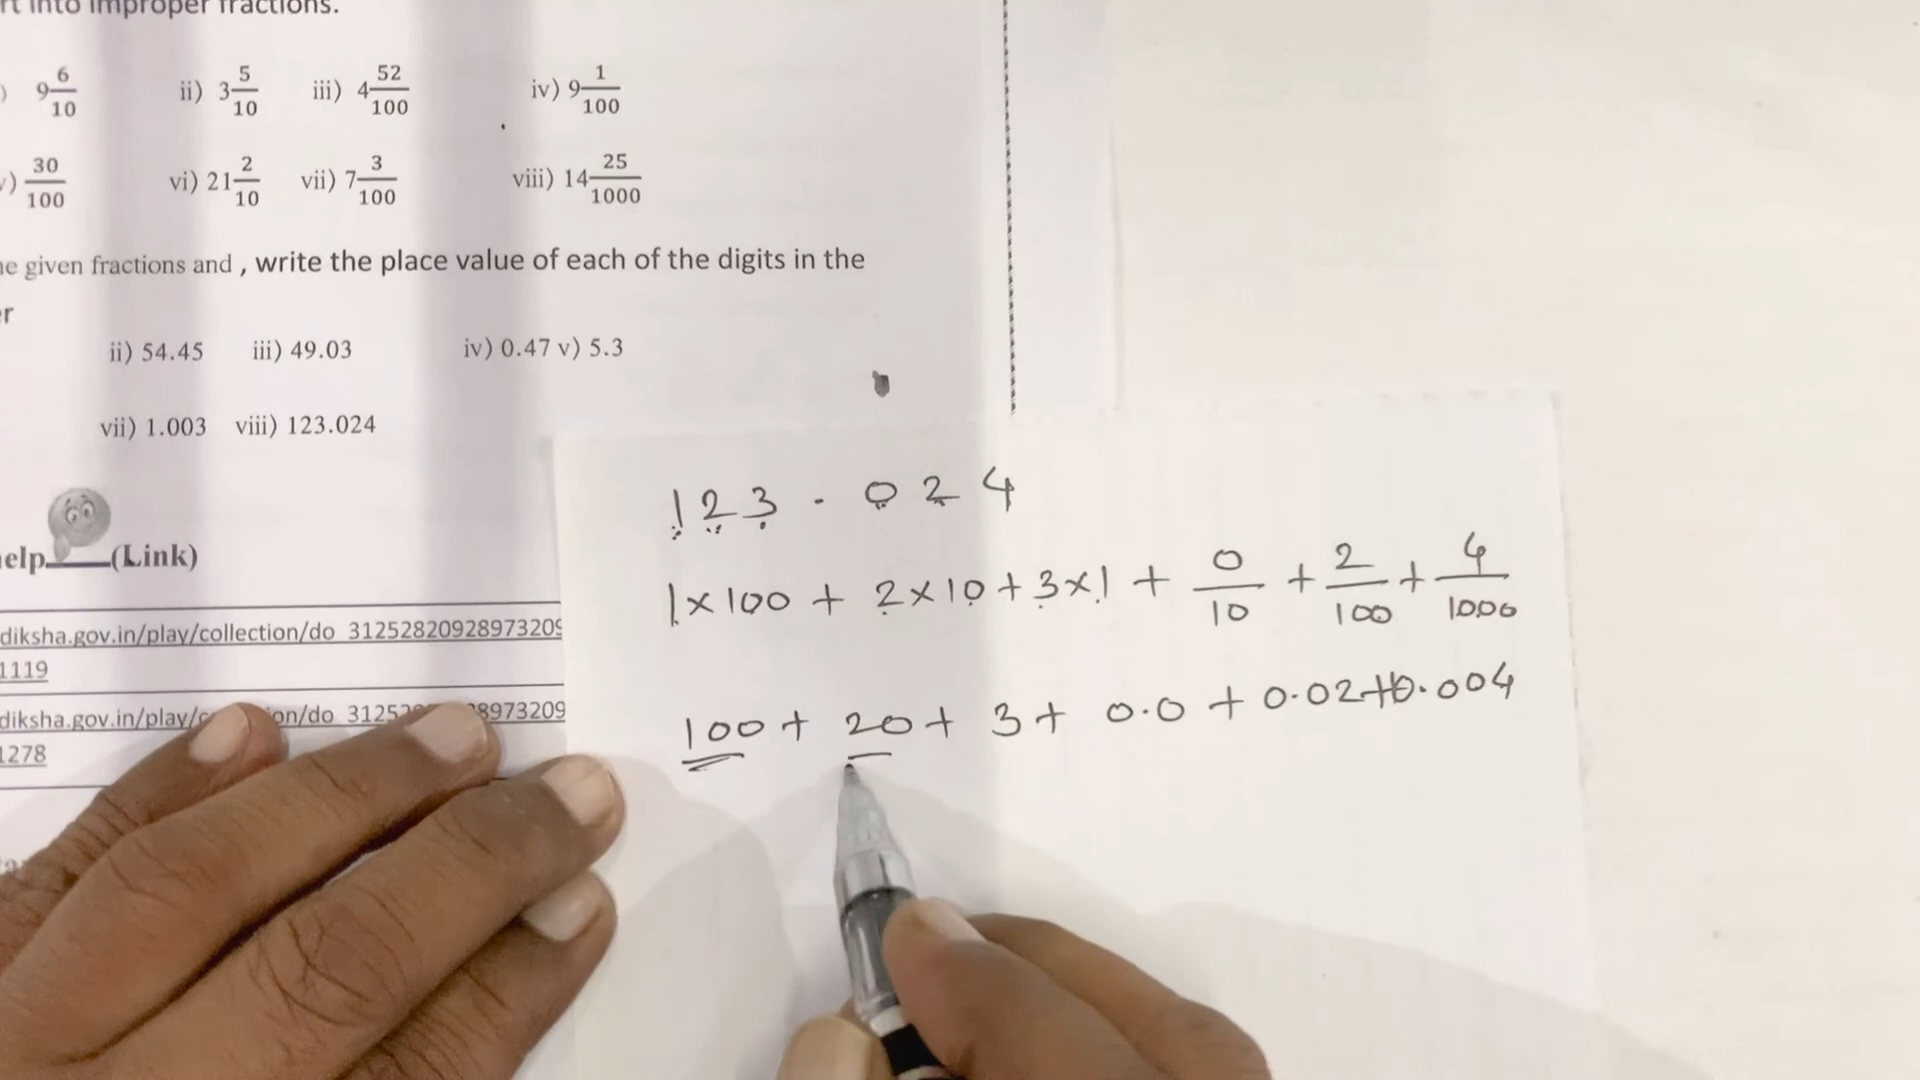 into improper fractions.
) 9 6/10 ii) 3 5/10 iii) 4 52/100 iv) 9 1/100
) 30/100 vi) 21 2/10 vii) 7 3/100 viii) 14 25/1000
given fractions and , write the place value of each of the digits in the
ii) 54.45 iii) 49.03 iv) 0.47 v) 5.3
vii) 1.003 viii) 123.024
123 . 024
1×100 + 2×10+3×1 + 0/10 + 2/100 + 4/1000
(Link)
diksha.gov.in/play/collection/do_3125282092897320
1119
100+ 20+ 3+ 0.0 + 0.02+0.004
diksha.gov.in/play/ on/do_3125 8973209
1278